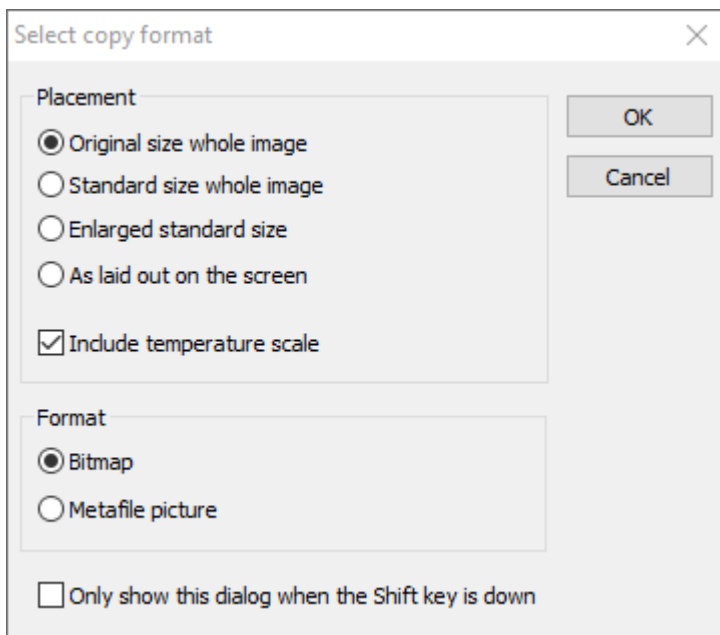 Select copy format
Placement
Original size whole image
Standard size whole image
Enlarged standard size
As laid out on the screen
Include temperature scale
OK
Cancel
Format
Bitmap
Metafile picture
Only show this dialog when the Shift key is down